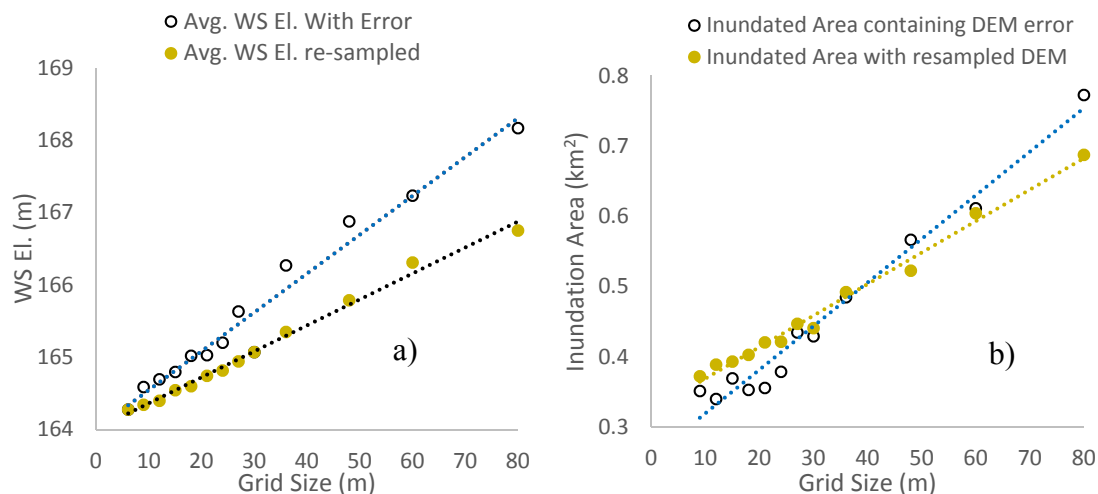 Avg. WS El. With Error
Avg. WS El. re-sampled
169
168
167
166
165
164
WS El. (m)
a)
0 10 20 30 40 50 60 70 80
Grid Size (m)
Inundated Area containing DEM error
Inundated Area with resampled DEM
0.8
0.7
0.6
0.5
0.4
0.3
Inundation Area (km²)
b)
0 10 20 30 40 50 60 70 80
Grid Size (m)